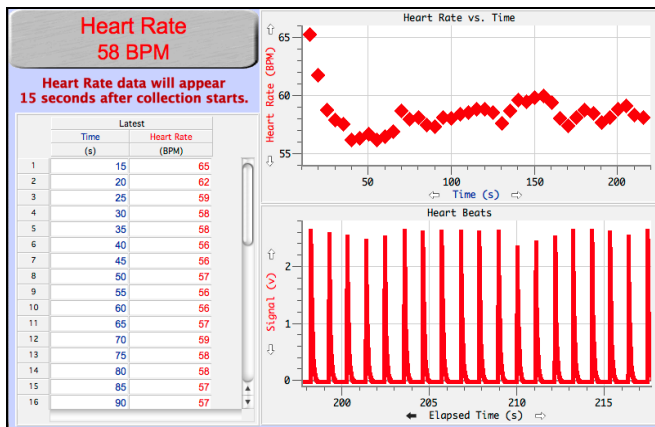 Heart Rate
58 BPM
Heart Rate data will appear
15 seconds after collection starts.
Latest
Time Heart Rate
(s) (BPM)
1 15 65
2 20 62
3 25 59
4 30 58
5 35 58
6 40 56
7 45 56
8 50 57
9 55 56
10 60 56
11 65 57
12 70 59
13 75 58
14 80 58
15 85 57
16 90 57
Heart Rate vs. Time
Heart Rate (BPM)
65
60
55
50 100 150 200
Time (s)
Heart Beats
Signal (v)
2
1
0
200 205 210 215
Elapsed Time (s)